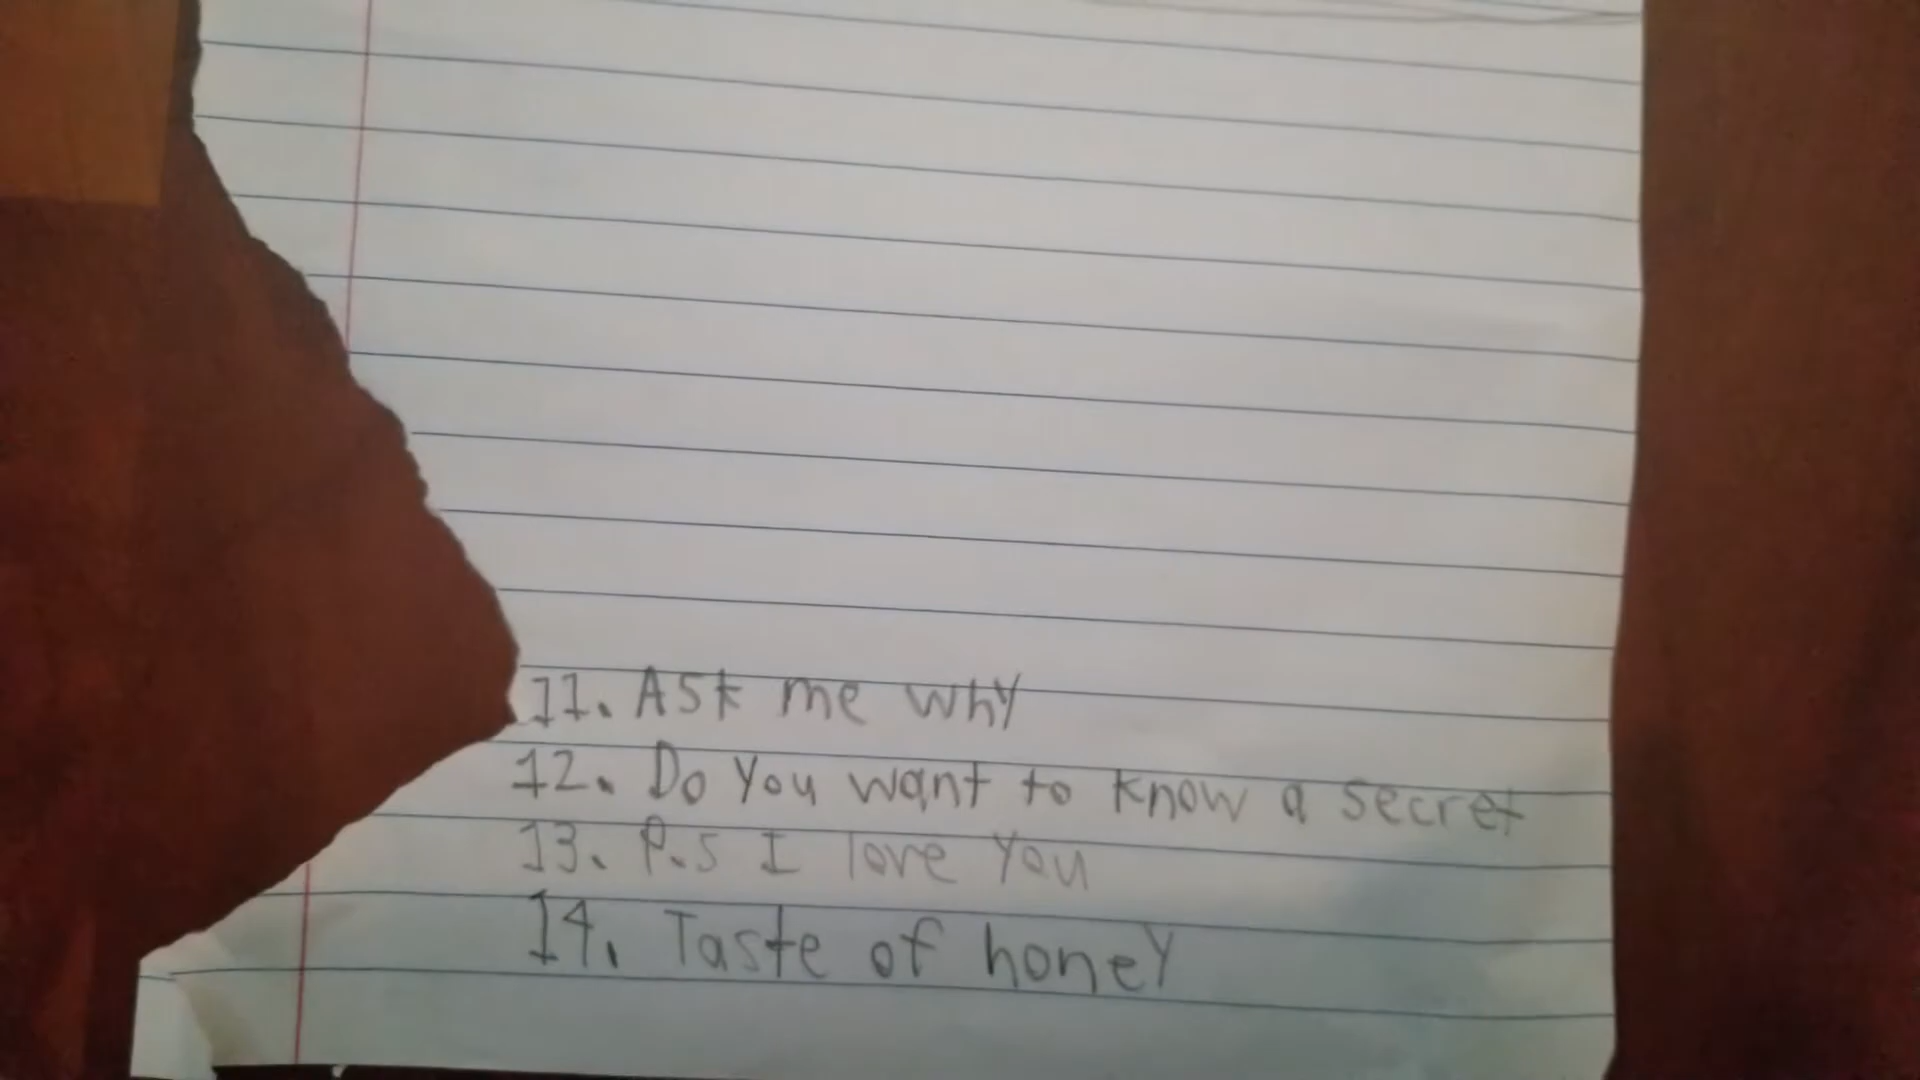 11. Ask me why
12. Do you want to know a secret
13. P.s I love you
14. Taste of honey